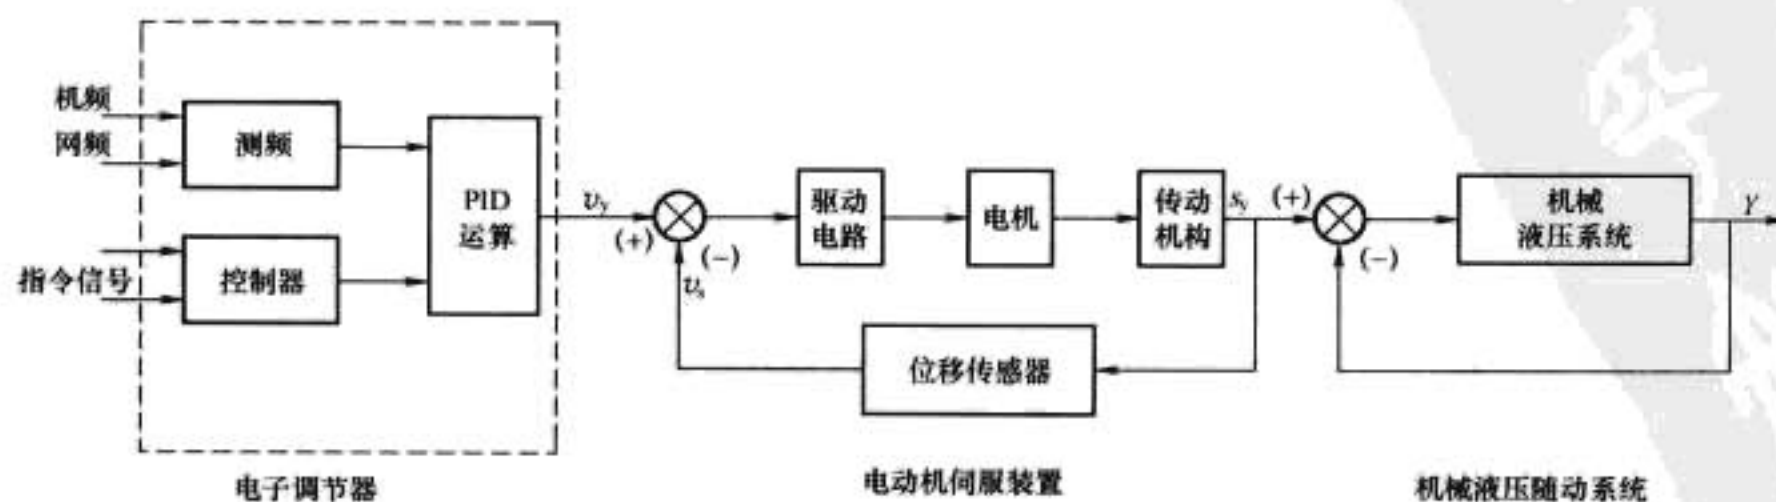 机频
网频
测频
指令信号
控制器
PID
运算
电子调节器
υy
(+)
(-)
υs
驱动
电路
电机
传动
机构
sy
位移传感器
电动机伺服装置
(+)
(-)
机械
液压系统
Y
机械液压随动系统